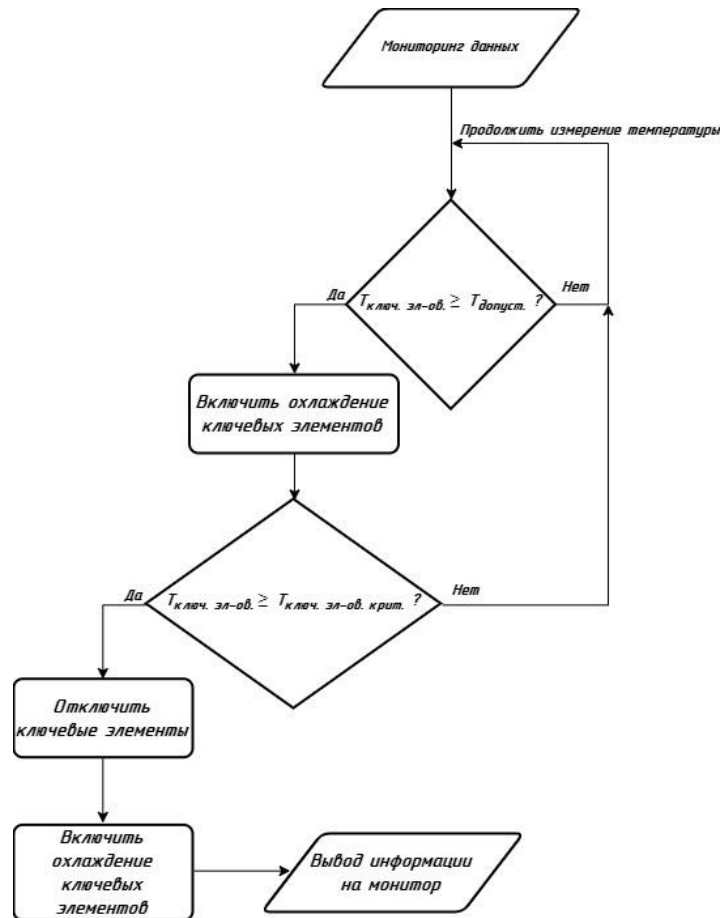 Мониторинг данных
Продолжить измерение температуры
Да
Tключ. эл-ов. ≥ Tдопуст. ?
Нет
Включить охлаждение
ключевых элементов
Да
Tключ. эл-ов. ≥ Tключ. эл-ов. крит. ?
Нет
Отключить
ключевые элементы
Включить
охлаждение
ключевых
элементов
Вывод информации
на монитор